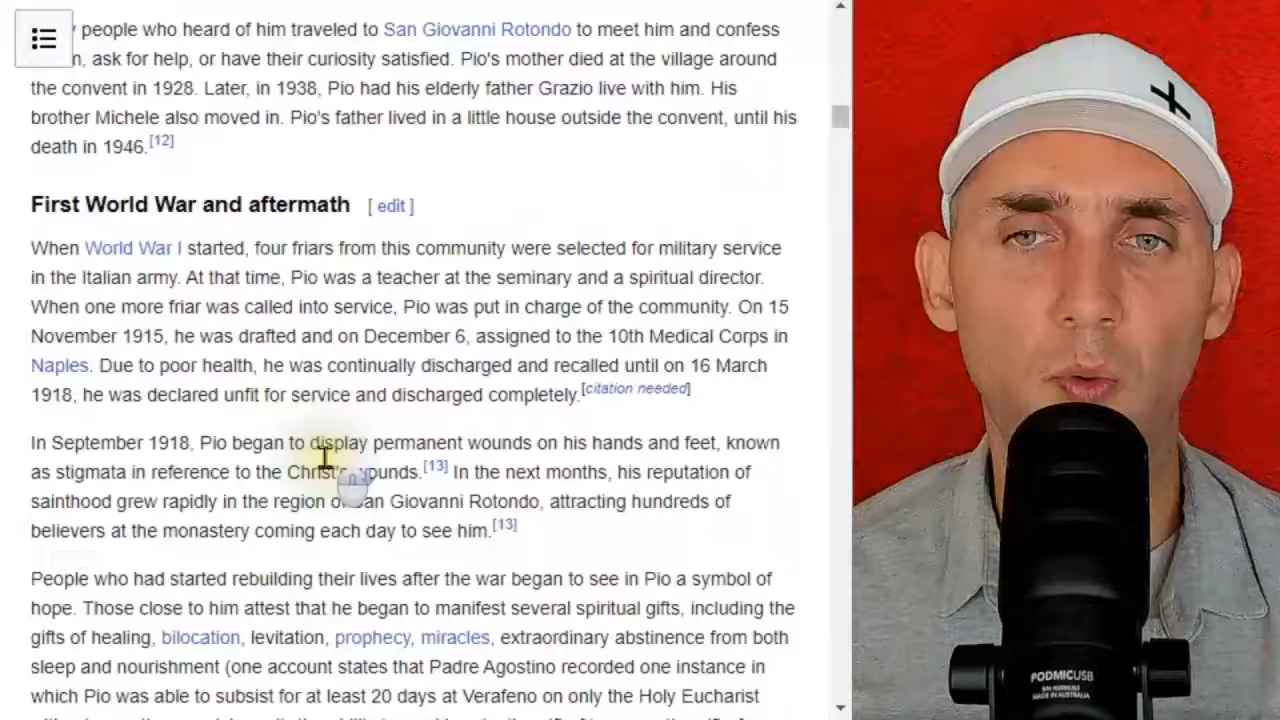 people who heard of him traveled to San Giovanni Rotondo to meet him and confess
ask for help, or have their curiosity satisfied. Pio's mother died at the village around
the convent in 1928. Later, in 1938, Pio had his elderly father Grazio live with him. His
brother Michele also moved in. Pio's father lived in a little house outside the convent, until his
death in 1946.[12]
First World War and aftermath [ edit ]
When World War I started, four friars from this community were selected for military service
in the Italian army. At that time, Pio was a teacher at the seminary and a spiritual director.
When one more friar was called into service, Pio was put in charge of the community. On 15
November 1915, he was drafted and on December 6, assigned to the 10th Medical Corps in
Naples. Due to poor health, he was continually discharged and recalled until on 16 March
1918, he was declared unfit for service and discharged completely.[citation needed]
In September 1918, Pio began to display permanent wounds on his hands and feet, known
as stigmata in reference to the Christ's wounds.[13] In the next months, his reputation of
sainthood grew rapidly in the region of San Giovanni Rotondo, attracting hundreds of
believers at the monastery coming each day to see him.[13]
People who had started rebuilding their lives after the war began to see in Pio a symbol of
hope. Those close to him attest that he began to manifest several spiritual gifts, including the
gifts of healing, bilocation, levitation, prophecy, miracles, extraordinary abstinence from both
sleep and nourishment (one account states that Padre Agostino recorded one instance in
which Pio was able to subsist for at least 20 days at Verafeno on only the Holy Eucharist
PODMICUSB
MADE IN AUSTRALIA